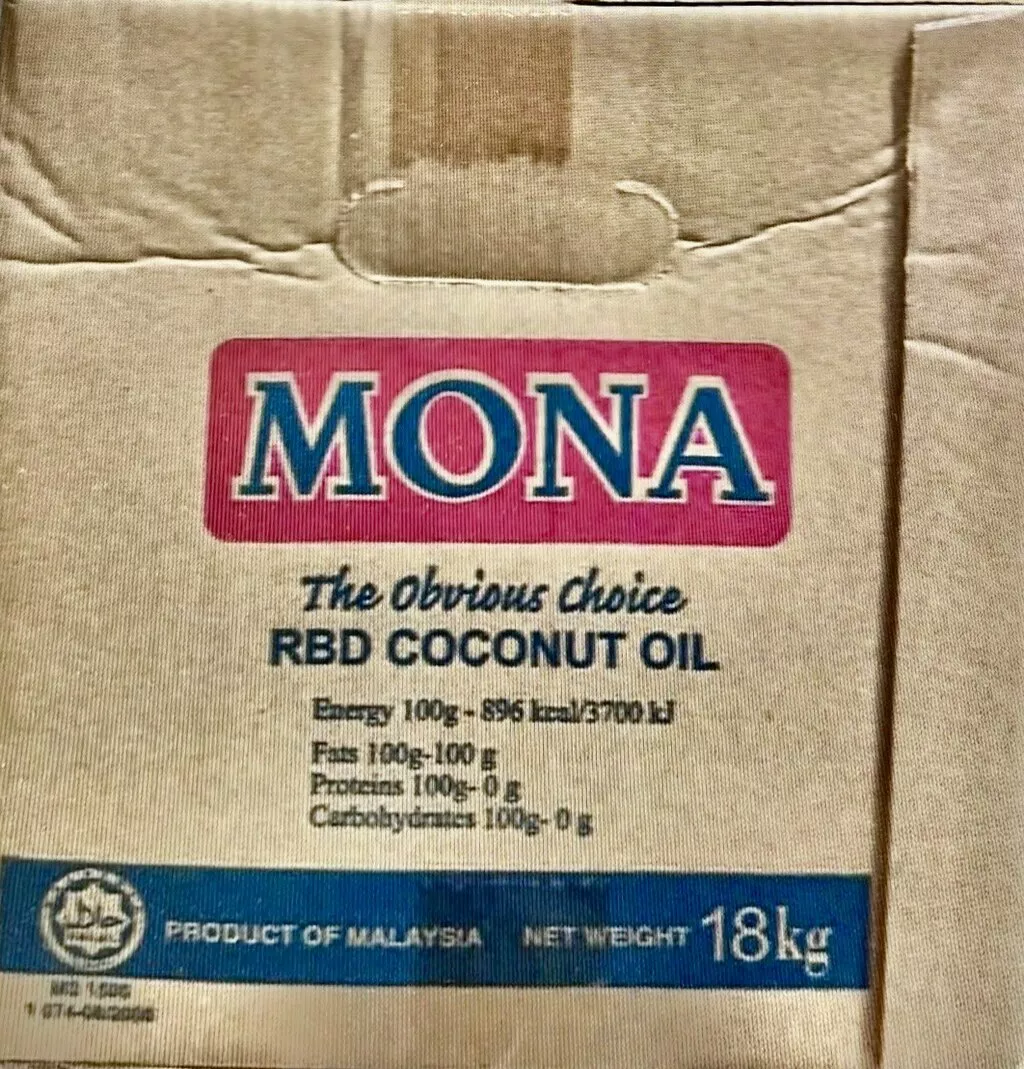 MONA
The Obvious Choice
RBD COCONUT OIL
Energy 100g - 896 kcal/3700 kJ
Fats 100g-100 g
Proteins 100g- 0 g
Carbohydrates 100g- 0 g
حلال
PRODUCT OF MALAYSIA NET WEIGHT 18kg